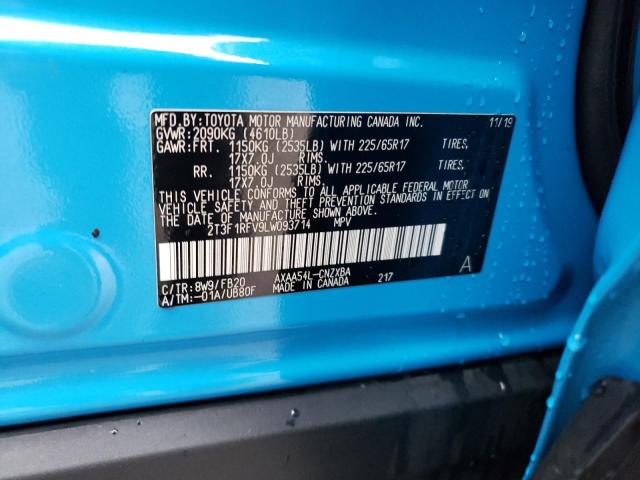 MFD.BY:TOYOTA MOTOR MANUFACTURING CANADA INC. 11/19
GVWR:2090KG (4610LB)
GAWR:FRT. 1150KG (2535LB) WITH 225/65R17 TIRES,
17X7.0J RIMS.
RR. 1150KG (2535LB) WITH 225/65R17 TIRES,
17X7.0J RIMS.
THIS VEHICLE CONFORMS TO ALL APPLICABLE FEDERAL MOTOR
VEHICLE SAFETY AND THEFT PREVENTION STANDARDS IN EFFECT ON
THE DATE OF MANUFACTURE SHOWN ABOVE.
2T3F1RFV9LW093714 MPV
C/TR:8W9/FB20 AXAA54L-CNZXBA 217 A
A/TM:-01A/UB80F MADE IN CANADA